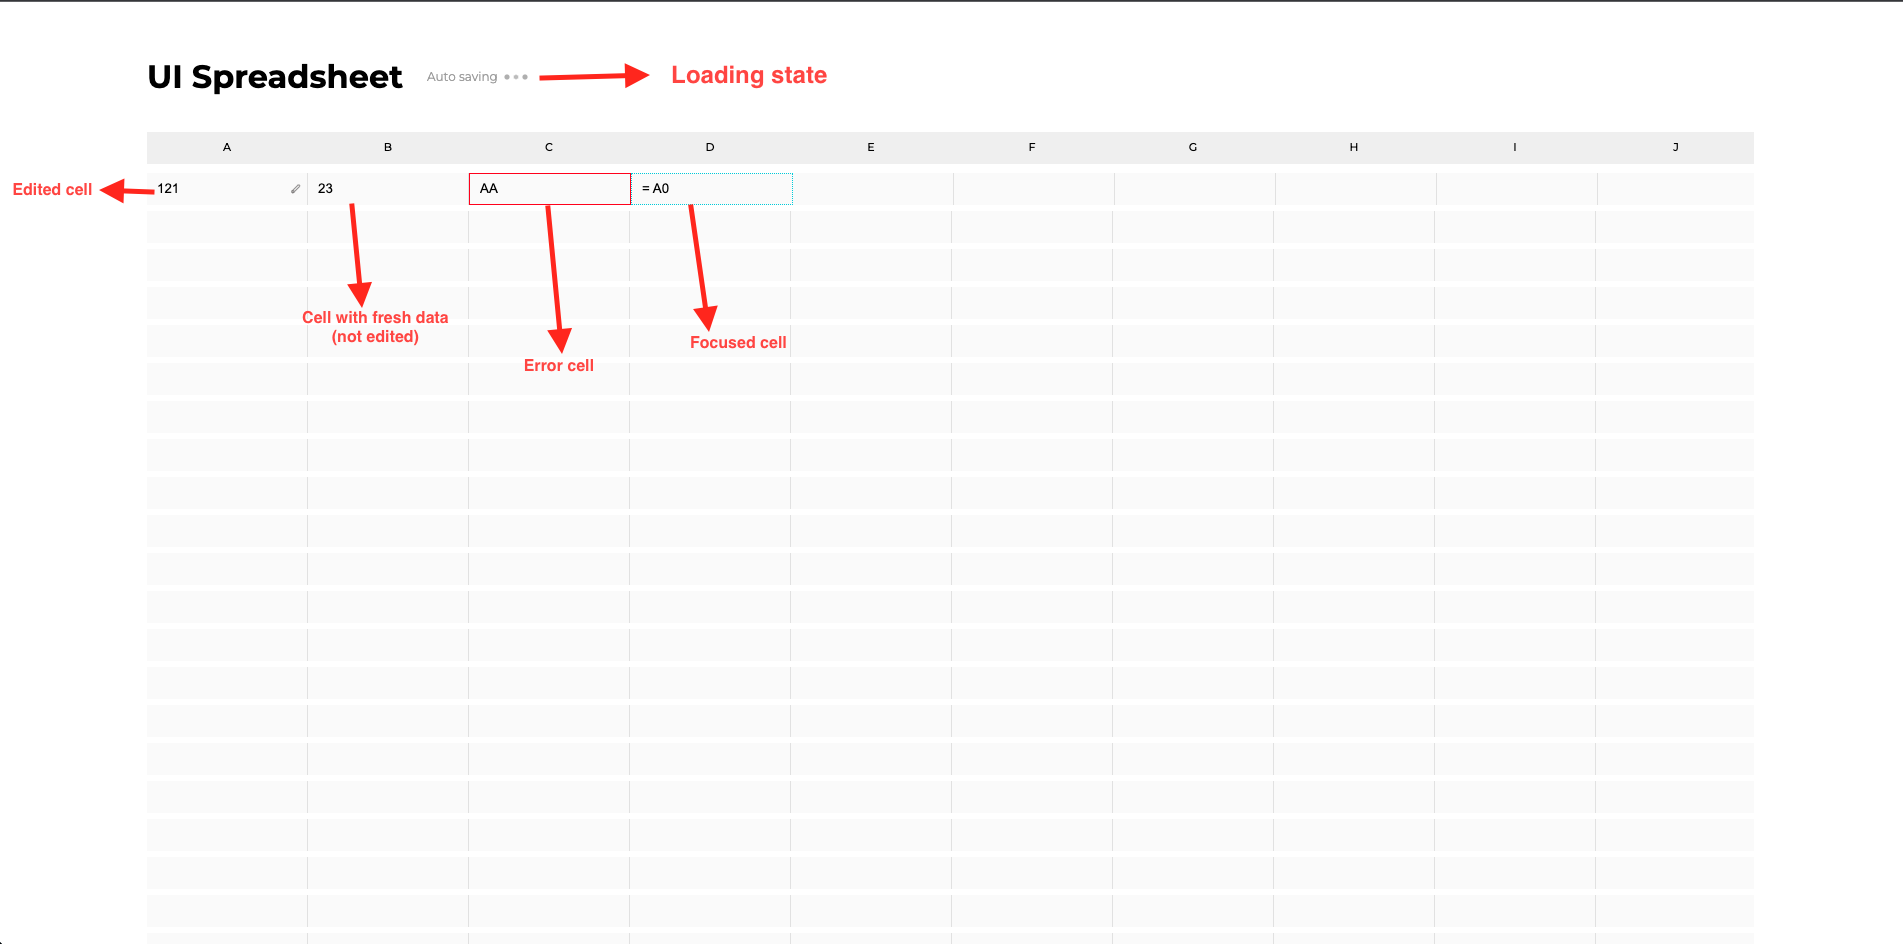 UI Spreadsheet Auto saving Loading state
A B C D E F G H I J
Edited cell 121 23 AA = A0
Cell with fresh data
(not edited)
Focused cell
Error cell